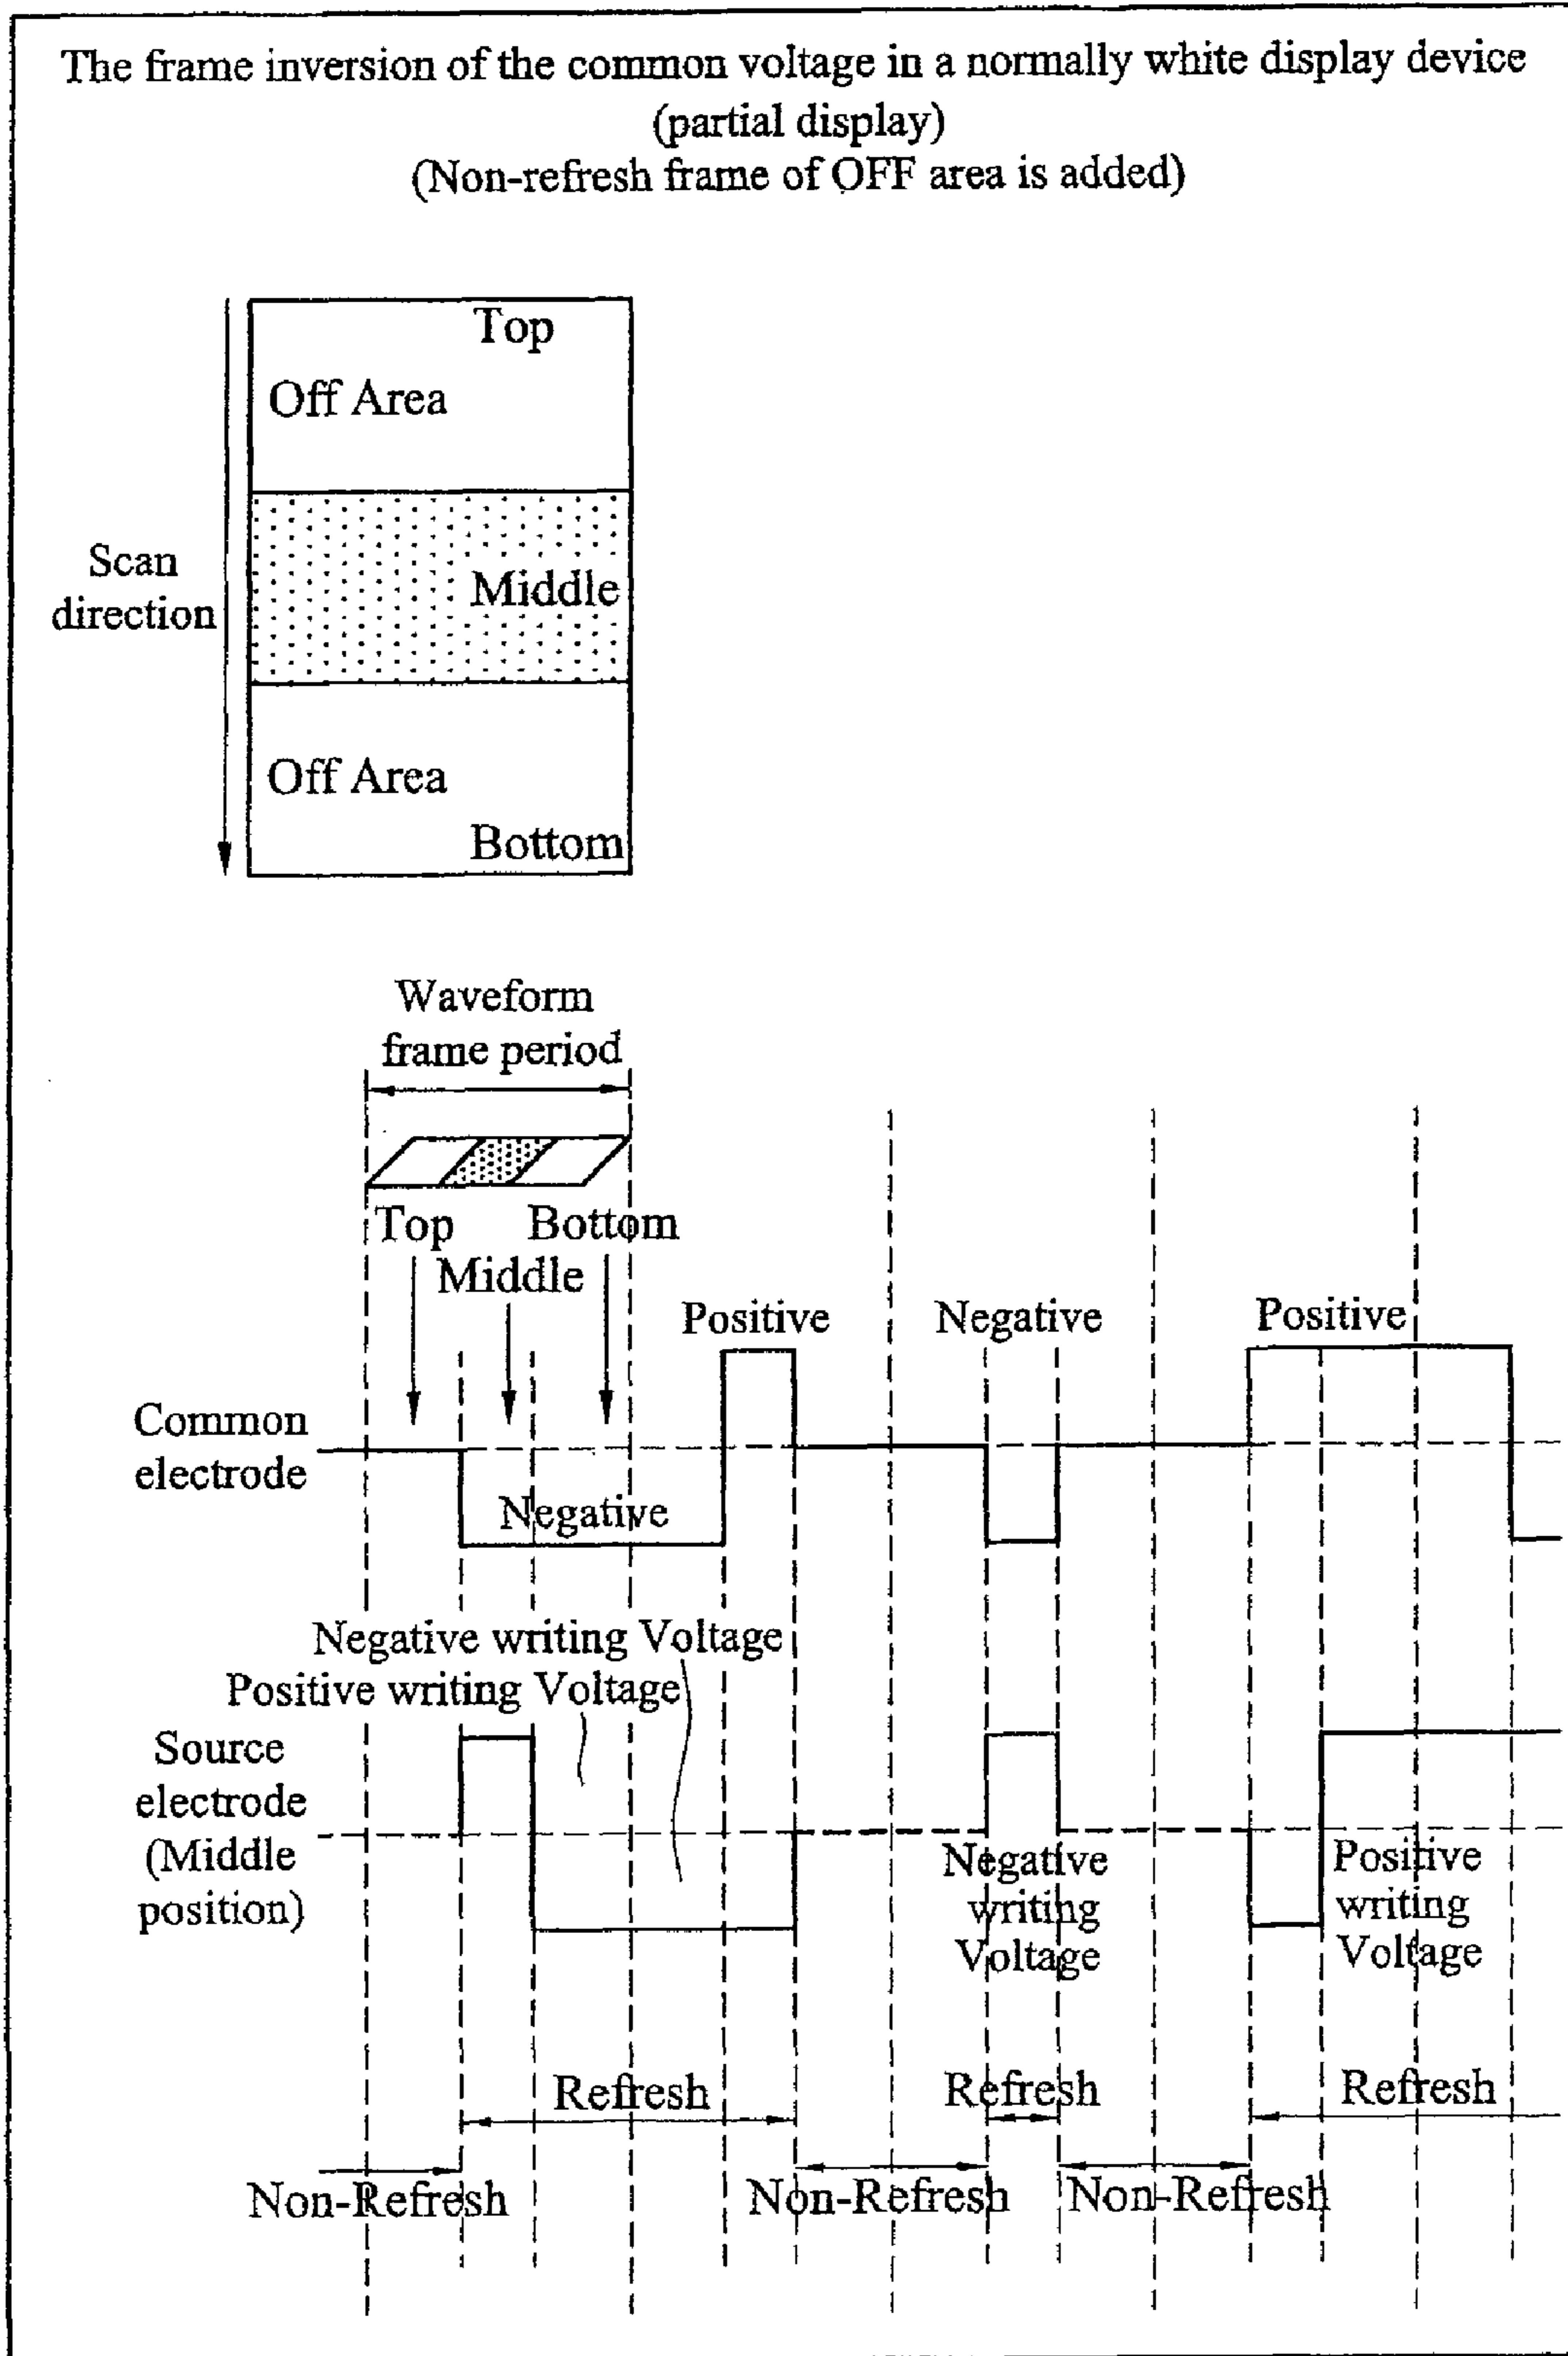 The frame inversion of the common voltage in a normally white display device
(partial display)
(Non-refresh frame of OFF area is added)
Top
Off Area
Scan
direction
Middle
Off Area
Bottom
Waveform
frame period
Top
Bottom
Middle
Positive
Negative
Positive
Common
electrode
Negative
Negative writing Voltage
Positive writing Voltage
Source
electrode
(Middle
position)
Negative
writing
Voltage
Positive
writing
Voltage
Refresh
Refresh
Refresh
Non-Refresh
Non-Refresh
Non-Refresh